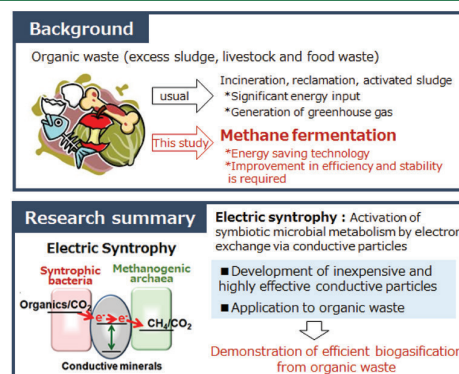 Background
Organic waste (excess sludge, livestock and food waste)
usual
Incineration, reclamation, activated sludge
*Significant energy input
*Generation of greenhouse gas
This study
Methane fermentation
*Energy saving technology
*Improvement in efficiency and stability
is required
Research summary
Electric Syntrophy
Syntrophic
bacteria
Methanogenic
archaea
Organics/CO₂
e⁻
e⁻
CH₄/CO₂
Conductive minerals
Electric syntrophy : Activation of
symbiotic microbial metabolism by electron
exchange via conductive particles
■Development of inexpensive and
highly effective conductive particles
■Application to organic waste
Demonstration of efficient biogasification
from organic waste